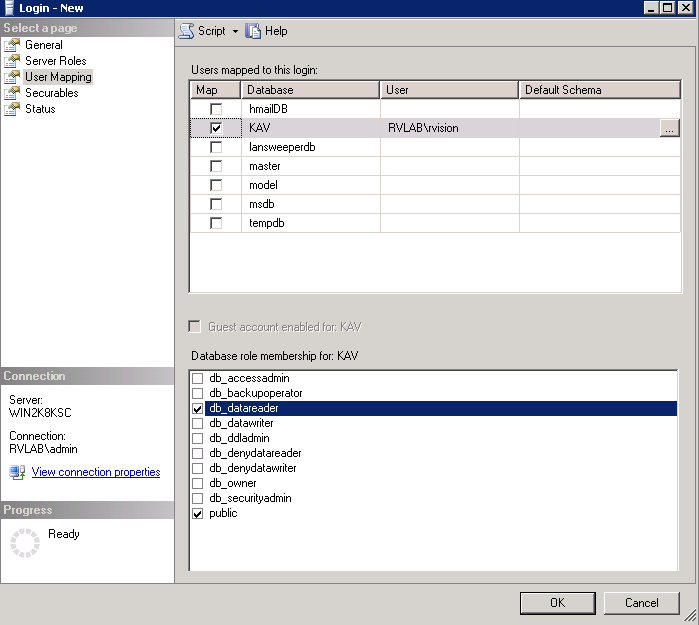 Login - New
Select a page
General
Server Roles
User Mapping
Securables
Status
Script Help
Users mapped to this login:
Map Database User Default Schema
hmailDB
KAV RVLAB\rvision ...
lansweeperdb
master
model
msdb
tempdb
Guest account enabled for: KAV
Database role membership for: KAV
db_accessadmin
db_backupoperator
db_datareader
db_datawriter
db_ddladmin
db_denydatareader
db_denydatawriter
db_owner
db_securityadmin
public
Connection
Server:
WIN2K8KSC
Connection:
RVLAB\admin
View connection properties
Progress
Ready
OK Cancel